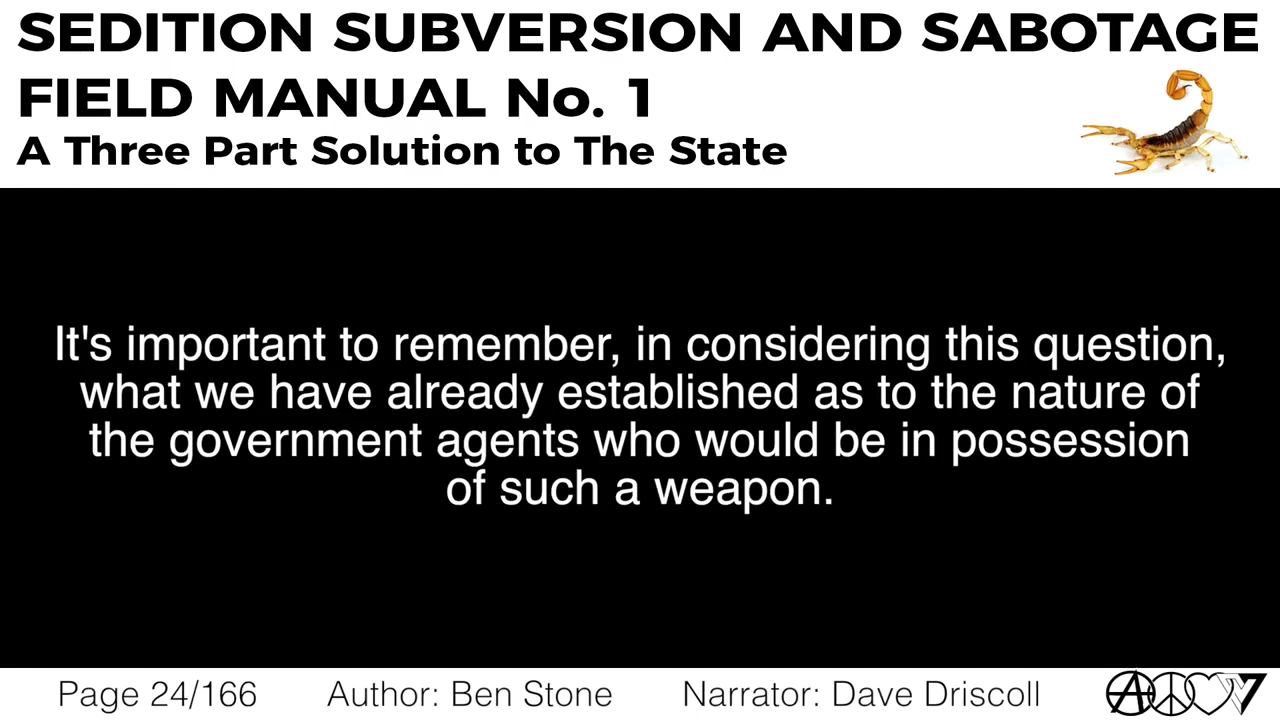 SEDITION SUBVERSION AND SABOTAGE
FIELD MANUAL No. 1
A Three Part Solution to The State
It's important to remember, in considering this question,
what we have already established as to the nature of
the government agents who would be in possession
of such a weapon.
Page 24/166 Author: Ben Stone Narrator: Dave Driscoll